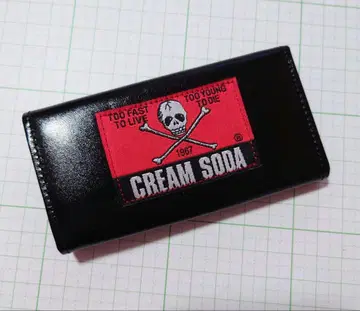 TOO FAST
TO LIVE
TOO YOUNG
TO DIE
1967
®
CREAM SODA